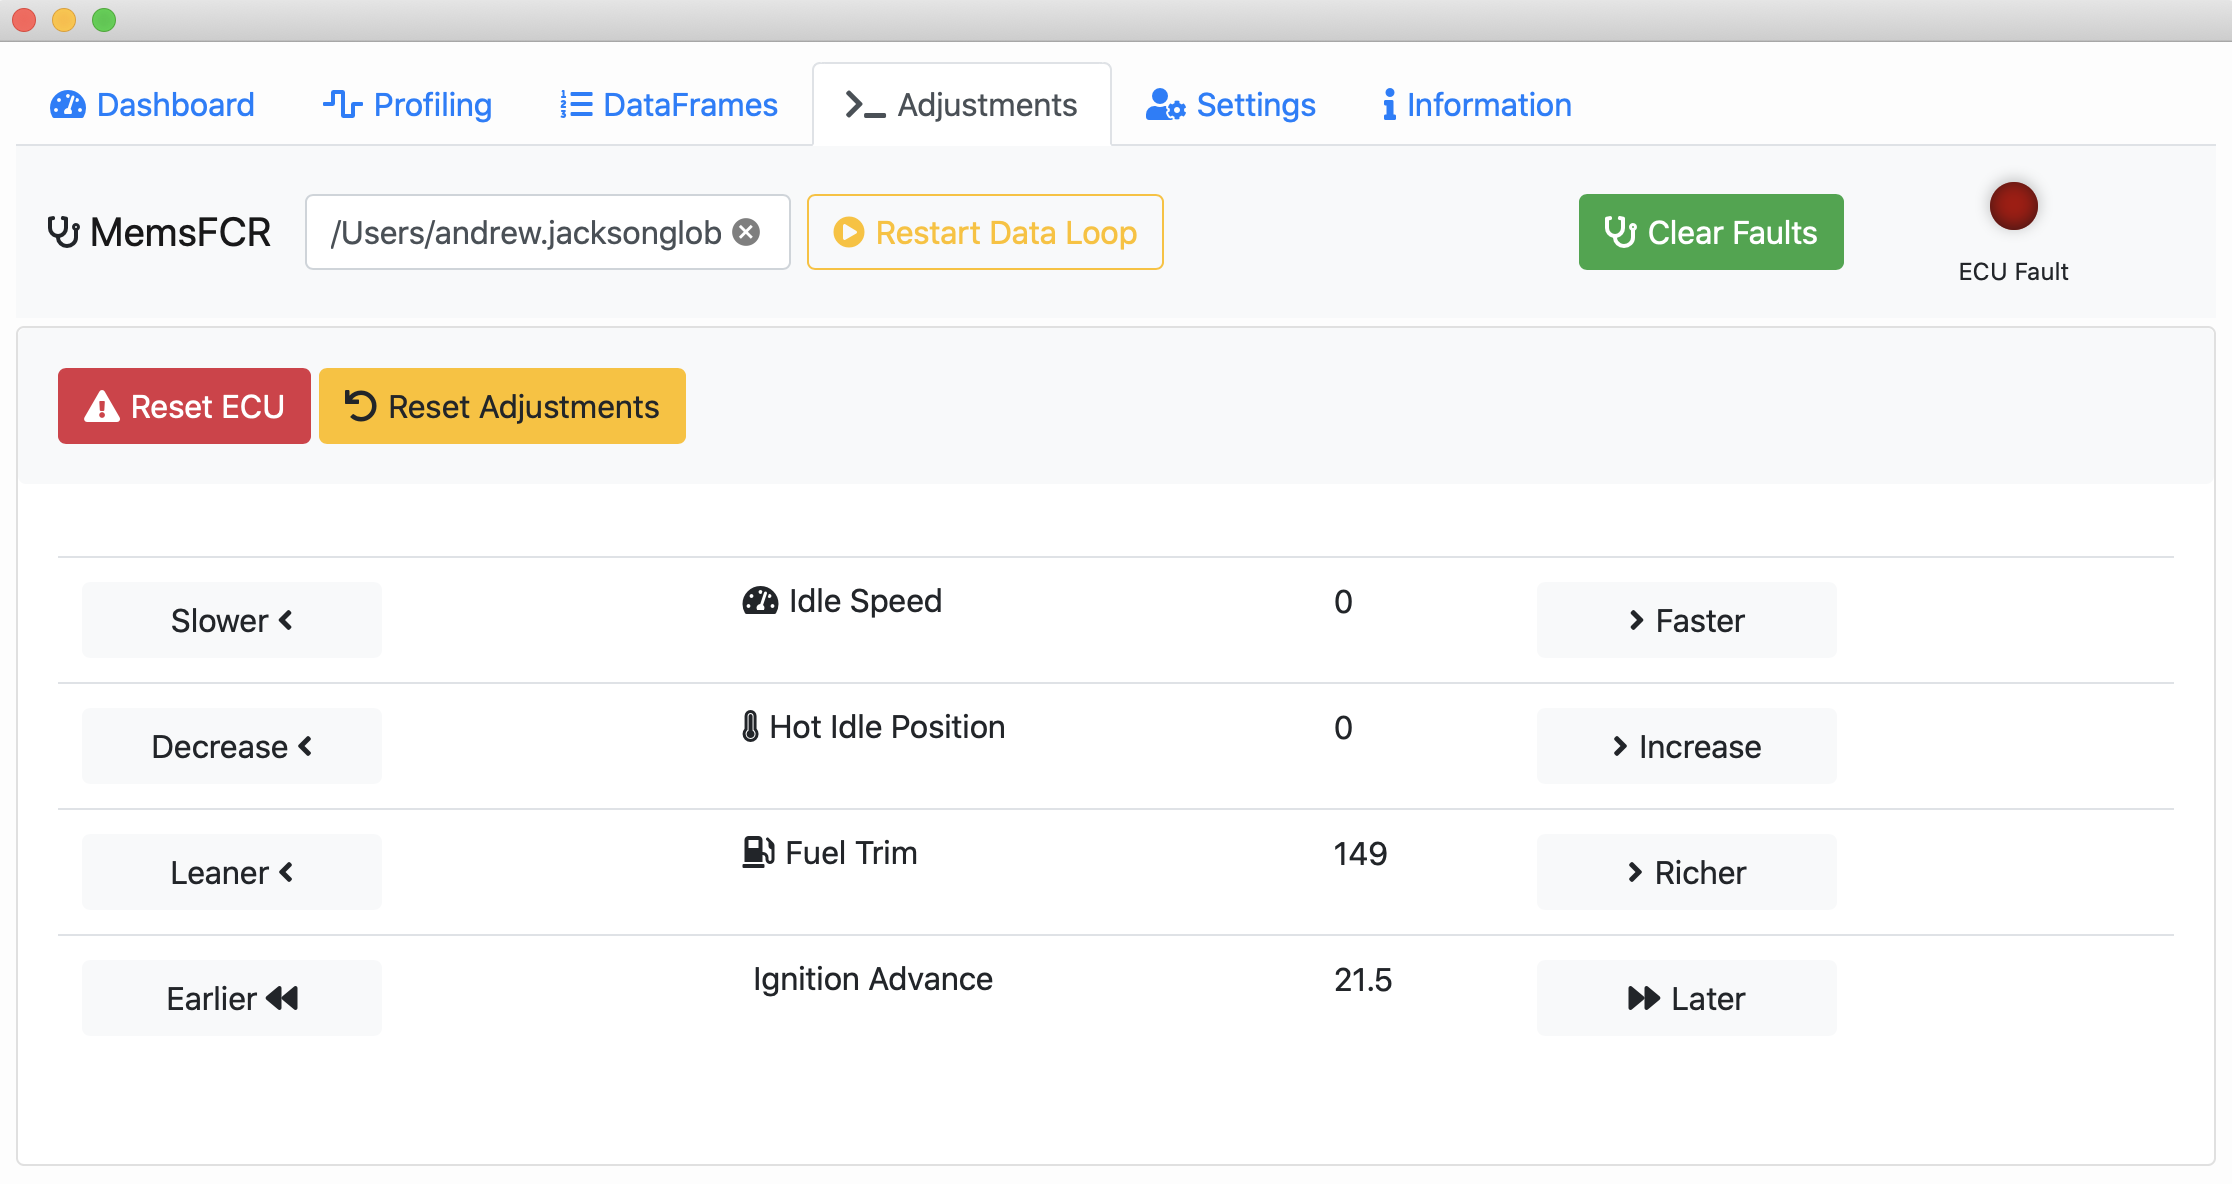 Dashboard Profiling DataFrames Adjustments Settings Information
MemsFCR /Users/andrew.jacksonglob Restart Data Loop Clear Faults
ECU Fault
Reset ECU Reset Adjustments
Slower Idle Speed 0 Faster
Decrease Hot Idle Position 0 Increase
Leaner Fuel Trim 149 Richer
Earlier Ignition Advance 21.5 Later